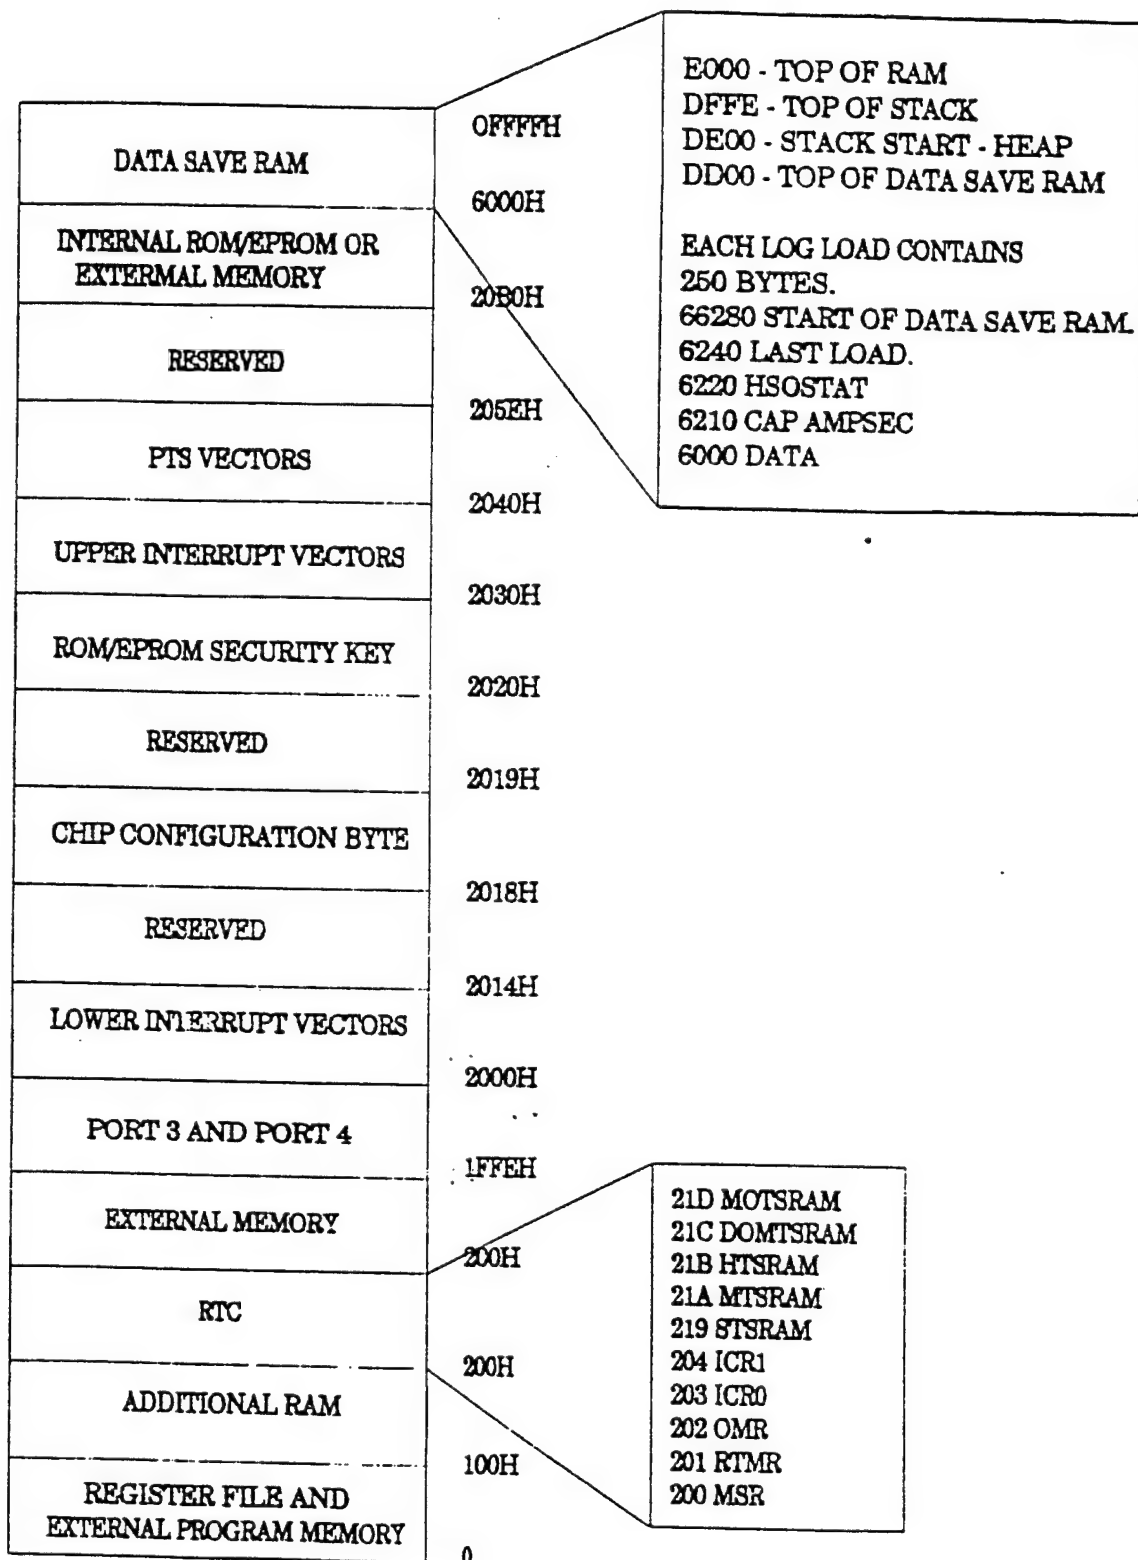 E000 - TOP OF RAM
DFFE - TOP OF STACK
DE00 - STACK START - HEAP
DD00 - TOP OF DATA SAVE RAM
EACH LOG LOAD CONTAINS
250 BYTES.
66280 START OF DATA SAVE RAM.
6240 LAST LOAD.
6220 HSOSTAT
6210 CAP AMPSEC
6000 DATA
OFFFFH
DATA SAVE RAM
6000H
INTERNAL ROM/EPROM OR
EXTERMAL MEMORY
20B0H
RESERVED
205EH
PTS VECTORS
2040H
UPPER INTERRUPT VECTORS
2030H
ROM/EPROM SECURITY KEY
2020H
RESERVED
2019H
CHIP CONFIGURATION BYTE
2018H
RESERVED
2014H
LOWER INTERRUPT VECTORS
2000H
PORT 3 AND PORT 4
1FFEH
EXTERNAL MEMORY
200H
RTC
200H
ADDITIONAL RAM
100H
REGISTER FILE AND
EXTERNAL PROGRAM MEMORY
0
21D MOTSRAM
21C DOMTSRAM
21B HTSRAM
21A MTSRAM
219 STSRAM
204 ICR1
203 ICR0
202 OMR
201 RTMR
200 MSR